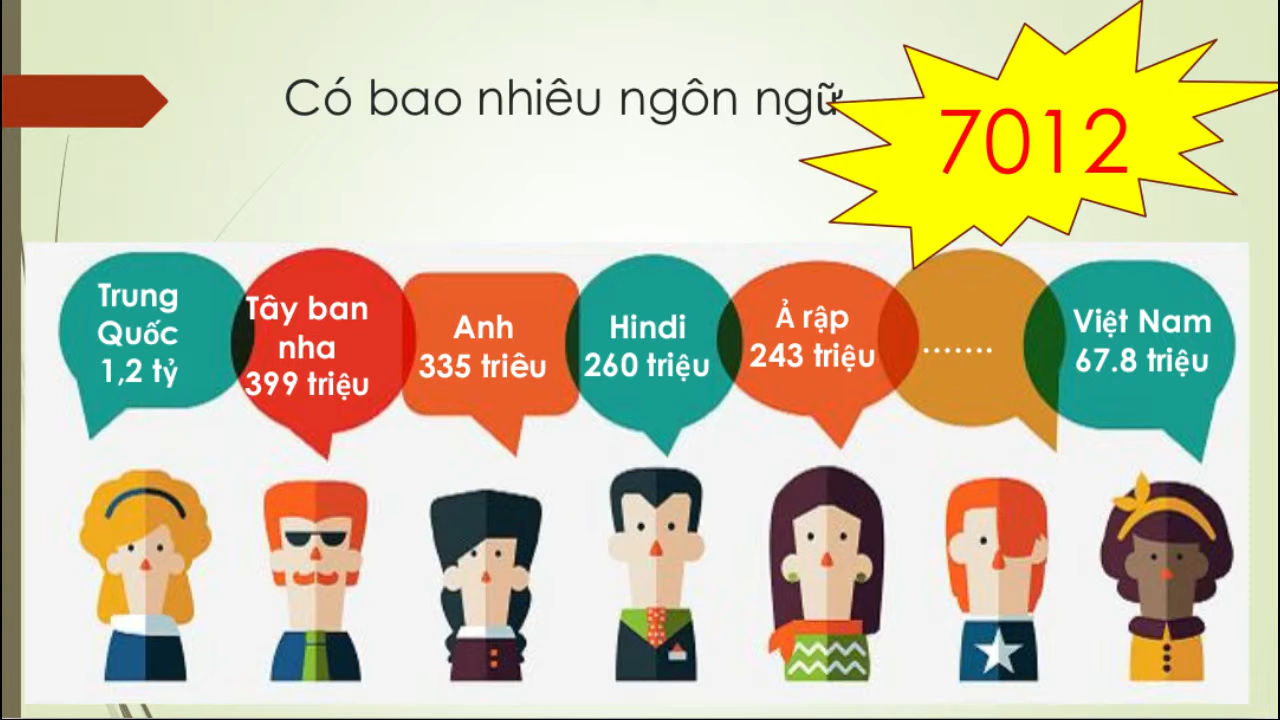 Có bao nhiêu ngôn ngữ
7012
Trung
Quốc
1,2 tỷ
Tây ban
nha
399 triệu
Anh
335 triêu
Hindi
260 triệu
Ả rập
243 triệu
.......
Việt Nam
67.8 triệu